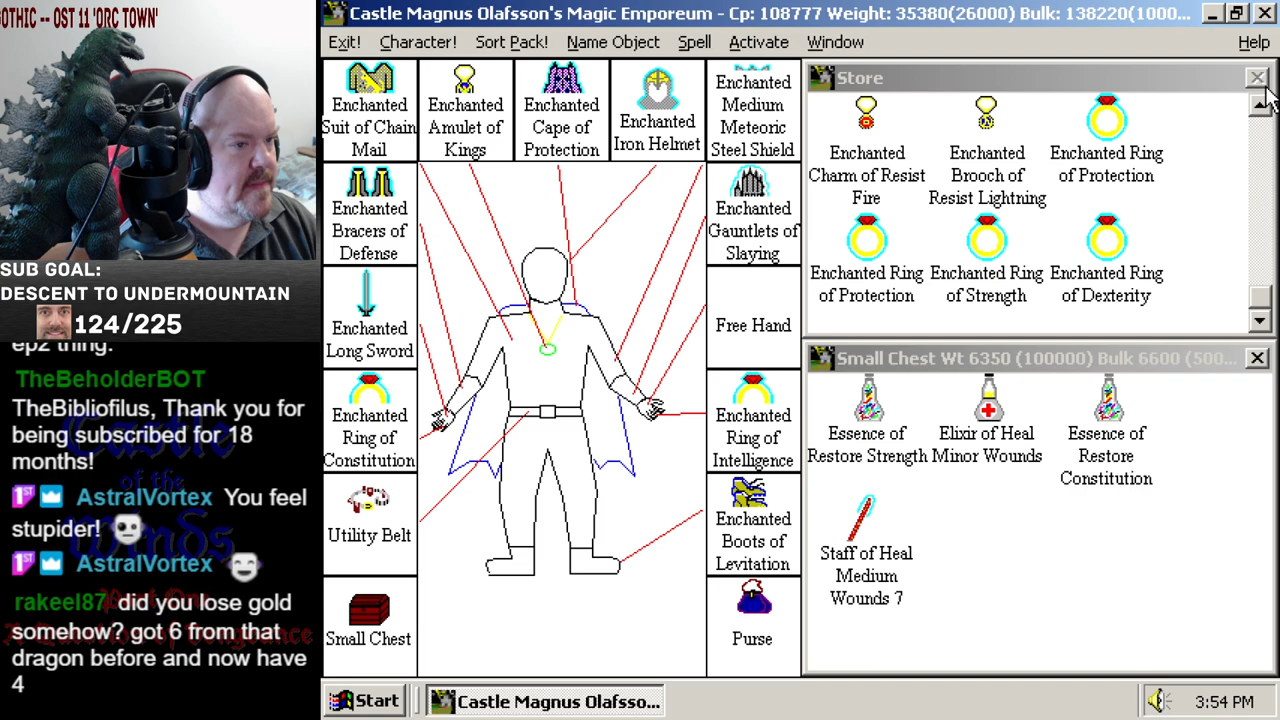 OTHIC -- OST 11 'ORC TOWN'
SUB GOAL:
DESCENT TO UNDERMOUNTAIN
124/225
ep2 thing.
TheBeholderBOT
TheBibliofilus, Thank you for
being subscribed for 18
months!
AstralVortex You feel
stupider!
AstralVortex
rakeel87 did you lose gold
somehow? got 6 from that
dragon before and now have
4
Castle Magnus Olafsson's Magic Emporeum - Cp: 108777 Weight: 35380(26000) Bulk: 138220(1000...
Exit! Character! Sort Pack! Name Object Spell Activate Window Help
Enchanted
Suit of Chain
Mail
Enchanted
Amulet of
Kings
Enchanted
Cape of
Protection
Enchanted
Iron Helmet
Enchanted
Medium
Meteoric
Steel Shield
Enchanted
Bracers of
Defense
Enchanted
Gauntlets of
Slaying
Enchanted
Long Sword
Free Hand
Enchanted
Ring of
Constitution
Enchanted
Ring of
Intelligence
Utility Belt
Enchanted
Boots of
Levitation
Small Chest
Purse
Store
Enchanted
Charm of Resist
Fire
Enchanted
Brooch of
Resist Lightning
Enchanted Ring
of Protection
Enchanted Ring
of Protection
Enchanted Ring
of Strength
Enchanted Ring
of Dexterity
Small Chest Wt 6350 (100000) Bulk 6600 (500...
Essence of
Restore Strength
Elixir of Heal
Minor Wounds
Essence of
Restore
Constitution
Staff of Heal
Medium
Wounds 7
Start
Castle Magnus Olafsso...
3:54 PM